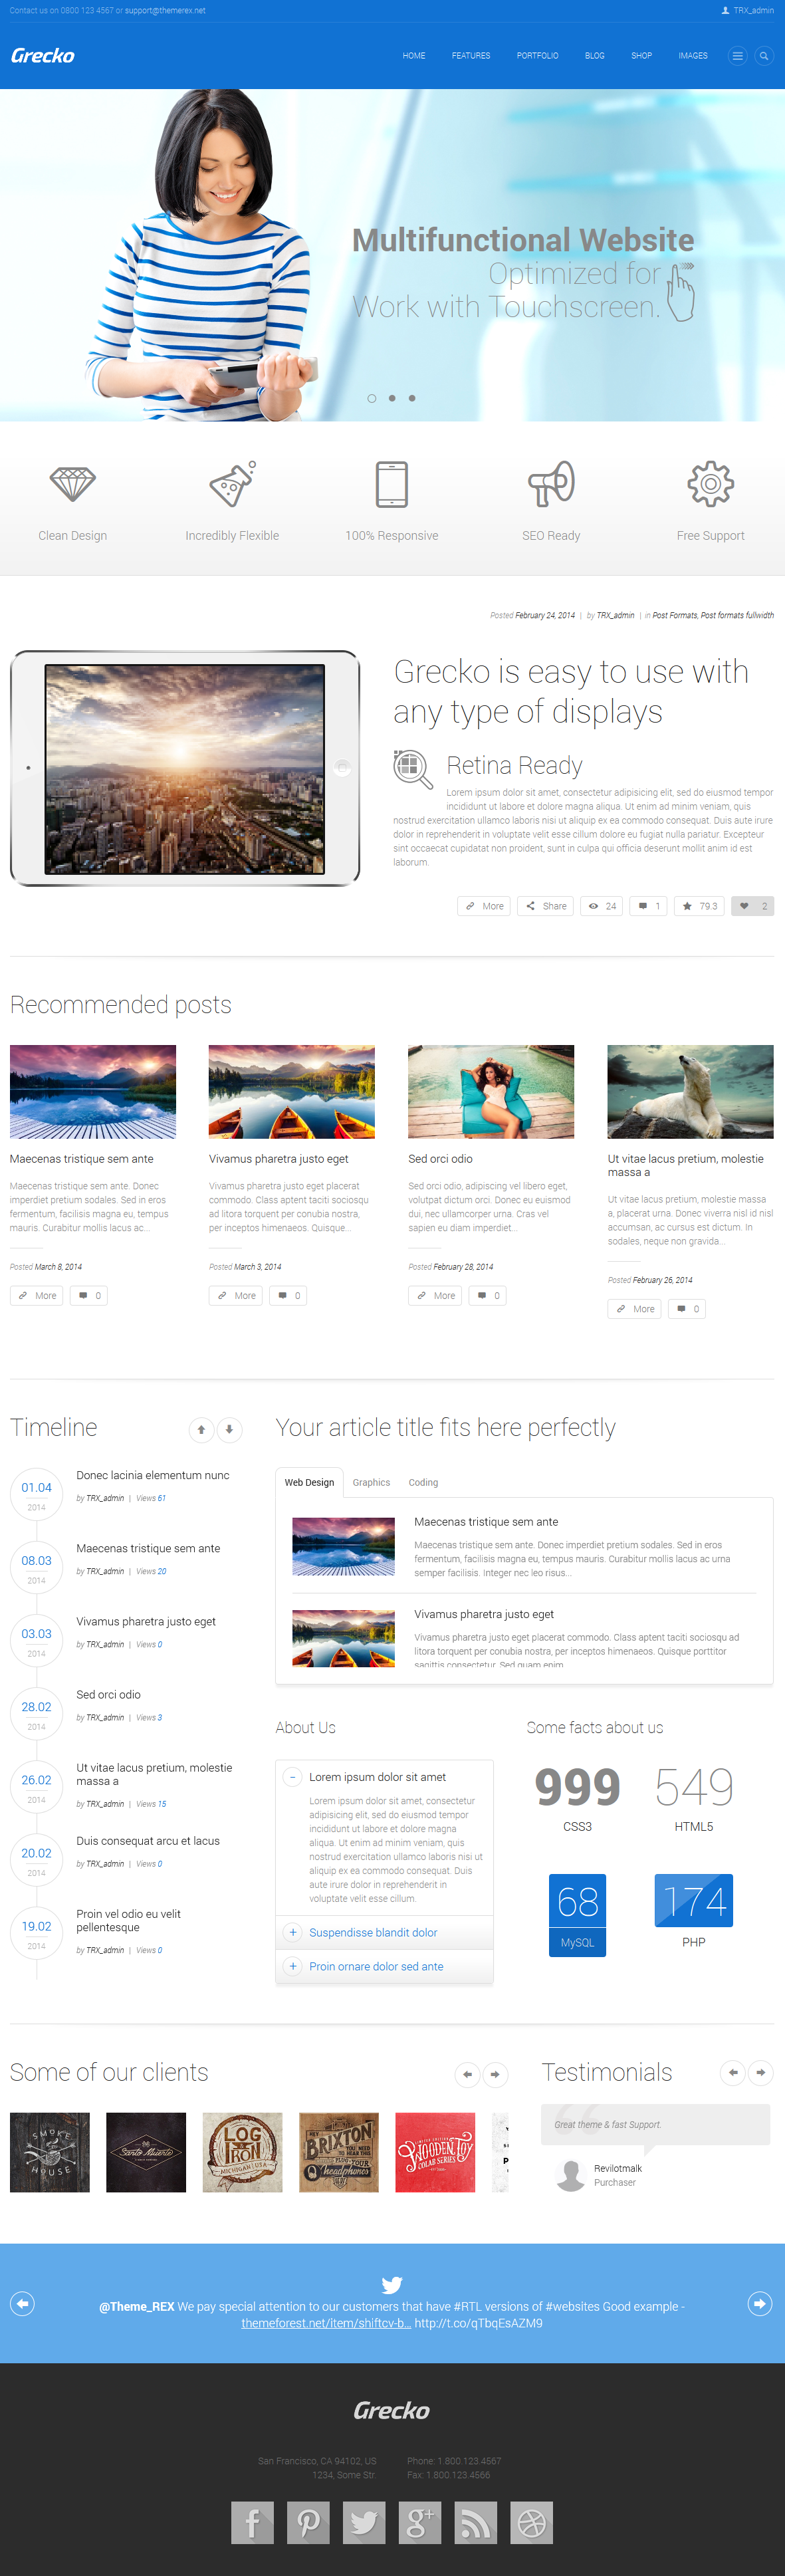 Contact us on 0800 123 4567 or support@themerex.net
TRX_admin
Grecko
HOME
FEATURES
PORTFOLIO
BLOG
SHOP
IMAGES
Multifunctional Website
Optimized for
Work with Touchscreen.
Clean Design
Incredibly Flexible
100% Responsive
SEO Ready
Free Support
Posted February 24, 2014 | by TRX_admin | in Post Formats, Post formats fullwidth
Grecko is easy to use with
any type of displays
Retina Ready
Lorem ipsum dolor sit amet, consectetur adipisicing elit, sed do eiusmod tempor
incididunt ut labore et dolore magna aliqua. Ut enim ad minim veniam, quis
nostrud exercitation ullamco laboris nisi ut aliquip ex ea commodo consequat. Duis aute irure
dolor in reprehenderit in voluptate velit esse cillum dolore eu fugiat nulla pariatur. Excepteur
sint occaecat cupidatat non proident, sunt in culpa qui officia deserunt mollit anim id est
laborum.
More
Share
24
1
79.3
2
Recommended posts
Maecenas tristique sem ante
Maecenas tristique sem ante. Donec
imperdiet pretium sodales. Sed in eros
fermentum, facilisis magna eu, tempus
mauris. Curabitur mollis lacus ac...
Posted March 8, 2014
More
0
Vivamus pharetra justo eget
Vivamus pharetra justo eget placerat
commodo. Class aptent taciti sociosqu
ad litora torquent per conubia nostra,
per inceptos himenaeos. Quisque...
Posted March 3, 2014
More
0
Sed orci odio
Sed orci odio, adipiscing vel libero eget,
volutpat dictum orci. Donec eu euismod
dui, nec ullamcorper urna. Cras vel
sapien eu diam imperdiet...
Posted February 28, 2014
More
0
Ut vitae lacus pretium, molestie
massa a
Ut vitae lacus pretium, molestie massa
a, placerat urna. Donec viverra nisl id nisl
accumsan, ac cursus est dictum. In
sodales, neque non gravida...
Posted February 26, 2014
More
0
Timeline
01.04
2014
Donec lacinia elementum nunc
by TRX_admin | Views 61
08.03
2014
Maecenas tristique sem ante
by TRX_admin | Views 20
03.03
2014
Vivamus pharetra justo eget
by TRX_admin | Views 0
28.02
2014
Sed orci odio
by TRX_admin | Views 3
26.02
2014
Ut vitae lacus pretium, molestie
massa a
by TRX_admin | Views 15
20.02
2014
Duis consequat arcu et lacus
by TRX_admin | Views 0
19.02
2014
Proin vel odio eu velit
pellentesque
by TRX_admin | Views 0
Your article title fits here perfectly
Web Design
Graphics
Coding
Maecenas tristique sem ante
Maecenas tristique sem ante. Donec imperdiet pretium sodales. Sed in eros
fermentum, facilisis magna eu, tempus mauris. Curabitur mollis lacus ac urna
semper facilisis. Integer nec leo risus...
Vivamus pharetra justo eget
Vivamus pharetra justo eget placerat commodo. Class aptent taciti sociosqu ad
litora torquent per conubia nostra, per inceptos himenaeos. Quisque porttitor
sagittis consectetur. Sed quam enim
About Us
Lorem ipsum dolor sit amet
Lorem ipsum dolor sit amet, consectetur
adipisicing elit, sed do eiusmod tempor
incididunt ut labore et dolore magna
aliqua. Ut enim ad minim veniam, quis
nostrud exercitation ullamco laboris nisi ut
aliquip ex ea commodo consequat. Duis
aute irure dolor in reprehenderit in
voluptate velit esse cillum.
Suspendisse blandit dolor
Proin ornare dolor sed ante
Some facts about us
999
CSS3
549
HTML5
68
MySQL
174
PHP
Some of our clients
SMOKE
HOUSE
Santo Muerte
LOG
IRON
MICHIGAN USA
HEY
BRIXTON
YOU NEED
TO HEAR THIS
PLUG YOUR
Headphones
Wooden Toy
COLAB SERIES
Testimonials
Great theme & fast Support.
Revilotmalk
Purchaser
@Theme_REX We pay special attention to our customers that have #RTL versions of #websites Good example -
themeforest.net/item/shiftcv-b... http://t.co/qTbqEsAZM9
Grecko
San Francisco, CA 94102, US
1234, Some Str.
Phone: 1.800.123.4567
Fax: 1.800.123.4566